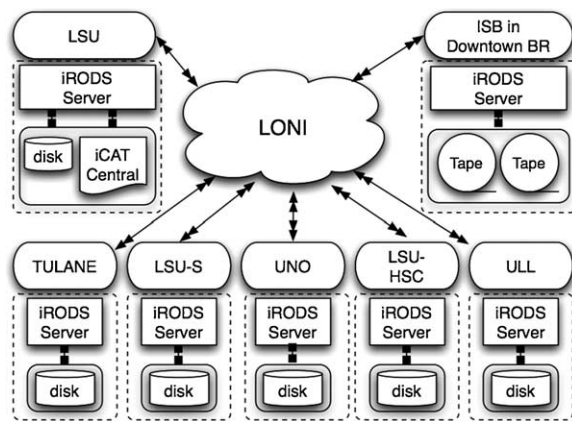 LSU
iRODS
Server
disk
iCAT
Central
LONI
ISB in
Downtown BR
iRODS
Server
Tape
Tape
TULANE
iRODS
Server
disk
LSU-S
iRODS
Server
disk
UNO
iRODS
Server
disk
LSU-
HSC
iRODS
Server
disk
ULL
iRODS
Server
disk